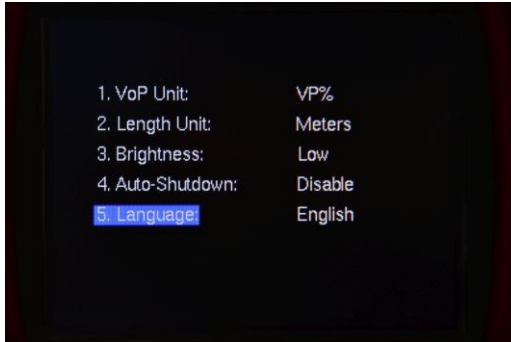 1. VoP Unit: VP%
2. Length Unit: Meters
3. Brightness: Low
4. Auto-Shutdown: Disable
5. Language: English